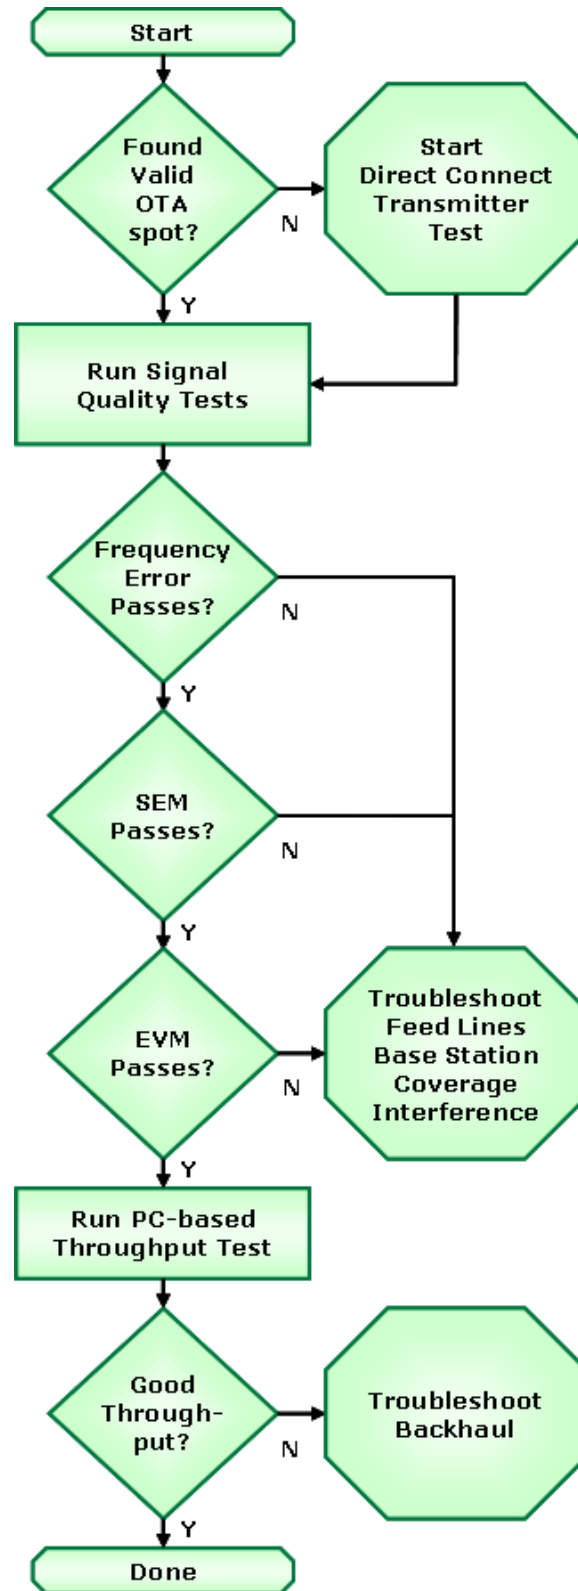 Start
Found
Valid
OTA
spot?
N
Y
Start
Direct Connect
Transmitter
Test
Run Signal
Quality Tests
Frequency
Error
Passes?
N
Y
SEM
Passes?
N
Y
EVM
Passes?
N
Y
Troubleshoot
Feed Lines
Base Station
Coverage
Interference
Run PC-based
Throughput Test
Good
Through-
put?
N
Y
Troubleshoot
Backhaul
Done